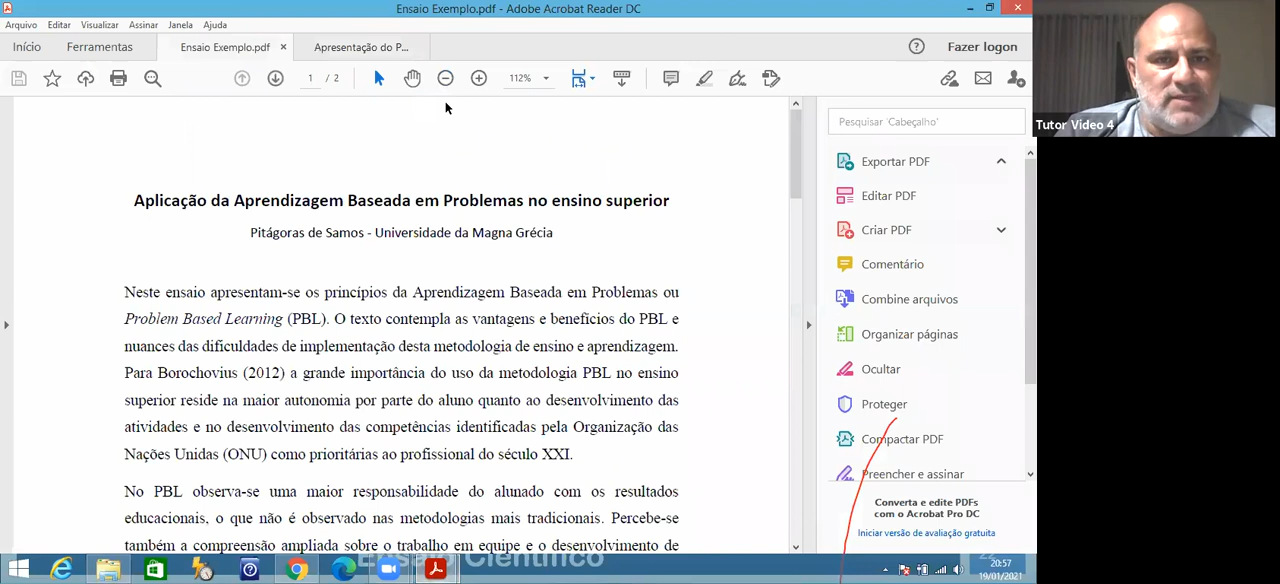 Ensaio Exemplo.pdf - Adobe Acrobat Reader DC
Arquivo Editar Visualizar Assinar Janela Ajuda
Início Ferramentas Ensaio Exemplo.pdf × Apresentação do P... Fazer logon
1 / 2 112%
Pesquisar 'Cabeçalho'
Tutor Video 4
Aplicação da Aprendizagem Baseada em Problemas no ensino superior
Pitágoras de Samos - Universidade da Magna Grécia
Neste ensaio apresentam-se os princípios da Aprendizagem Baseada em Problemas ou
Problem Based Learning (PBL). O texto contempla as vantagens e benefícios do PBL e
nuances das dificuldades de implementação desta metodologia de ensino e aprendizagem.
Para Borochovius (2012) a grande importância do uso da metodologia PBL no ensino
superior reside na maior autonomia por parte do aluno quanto ao desenvolvimento das
atividades e no desenvolvimento das competências identificadas pela Organização das
Nações Unidas (ONU) como prioritárias ao profissional do século XXI.
No PBL observa-se uma maior responsabilidade do alunado com os resultados
educacionais, o que não é observado nas metodologias mais tradicionais. Percebe-se
também a compreensão ampliada sobre o trabalho em equipe e o desenvolvimento de
Exportar PDF
Editar PDF
Criar PDF
Comentário
Combine arquivos
Organizar páginas
Ocultar
Proteger
Compactar PDF
Preencher e assinar
Converta e edite PDFs
com o Acrobat Pro DC
Iniciar versão de avaliação gratuita
Ensaio Científico
22
20:57
19/01/2021